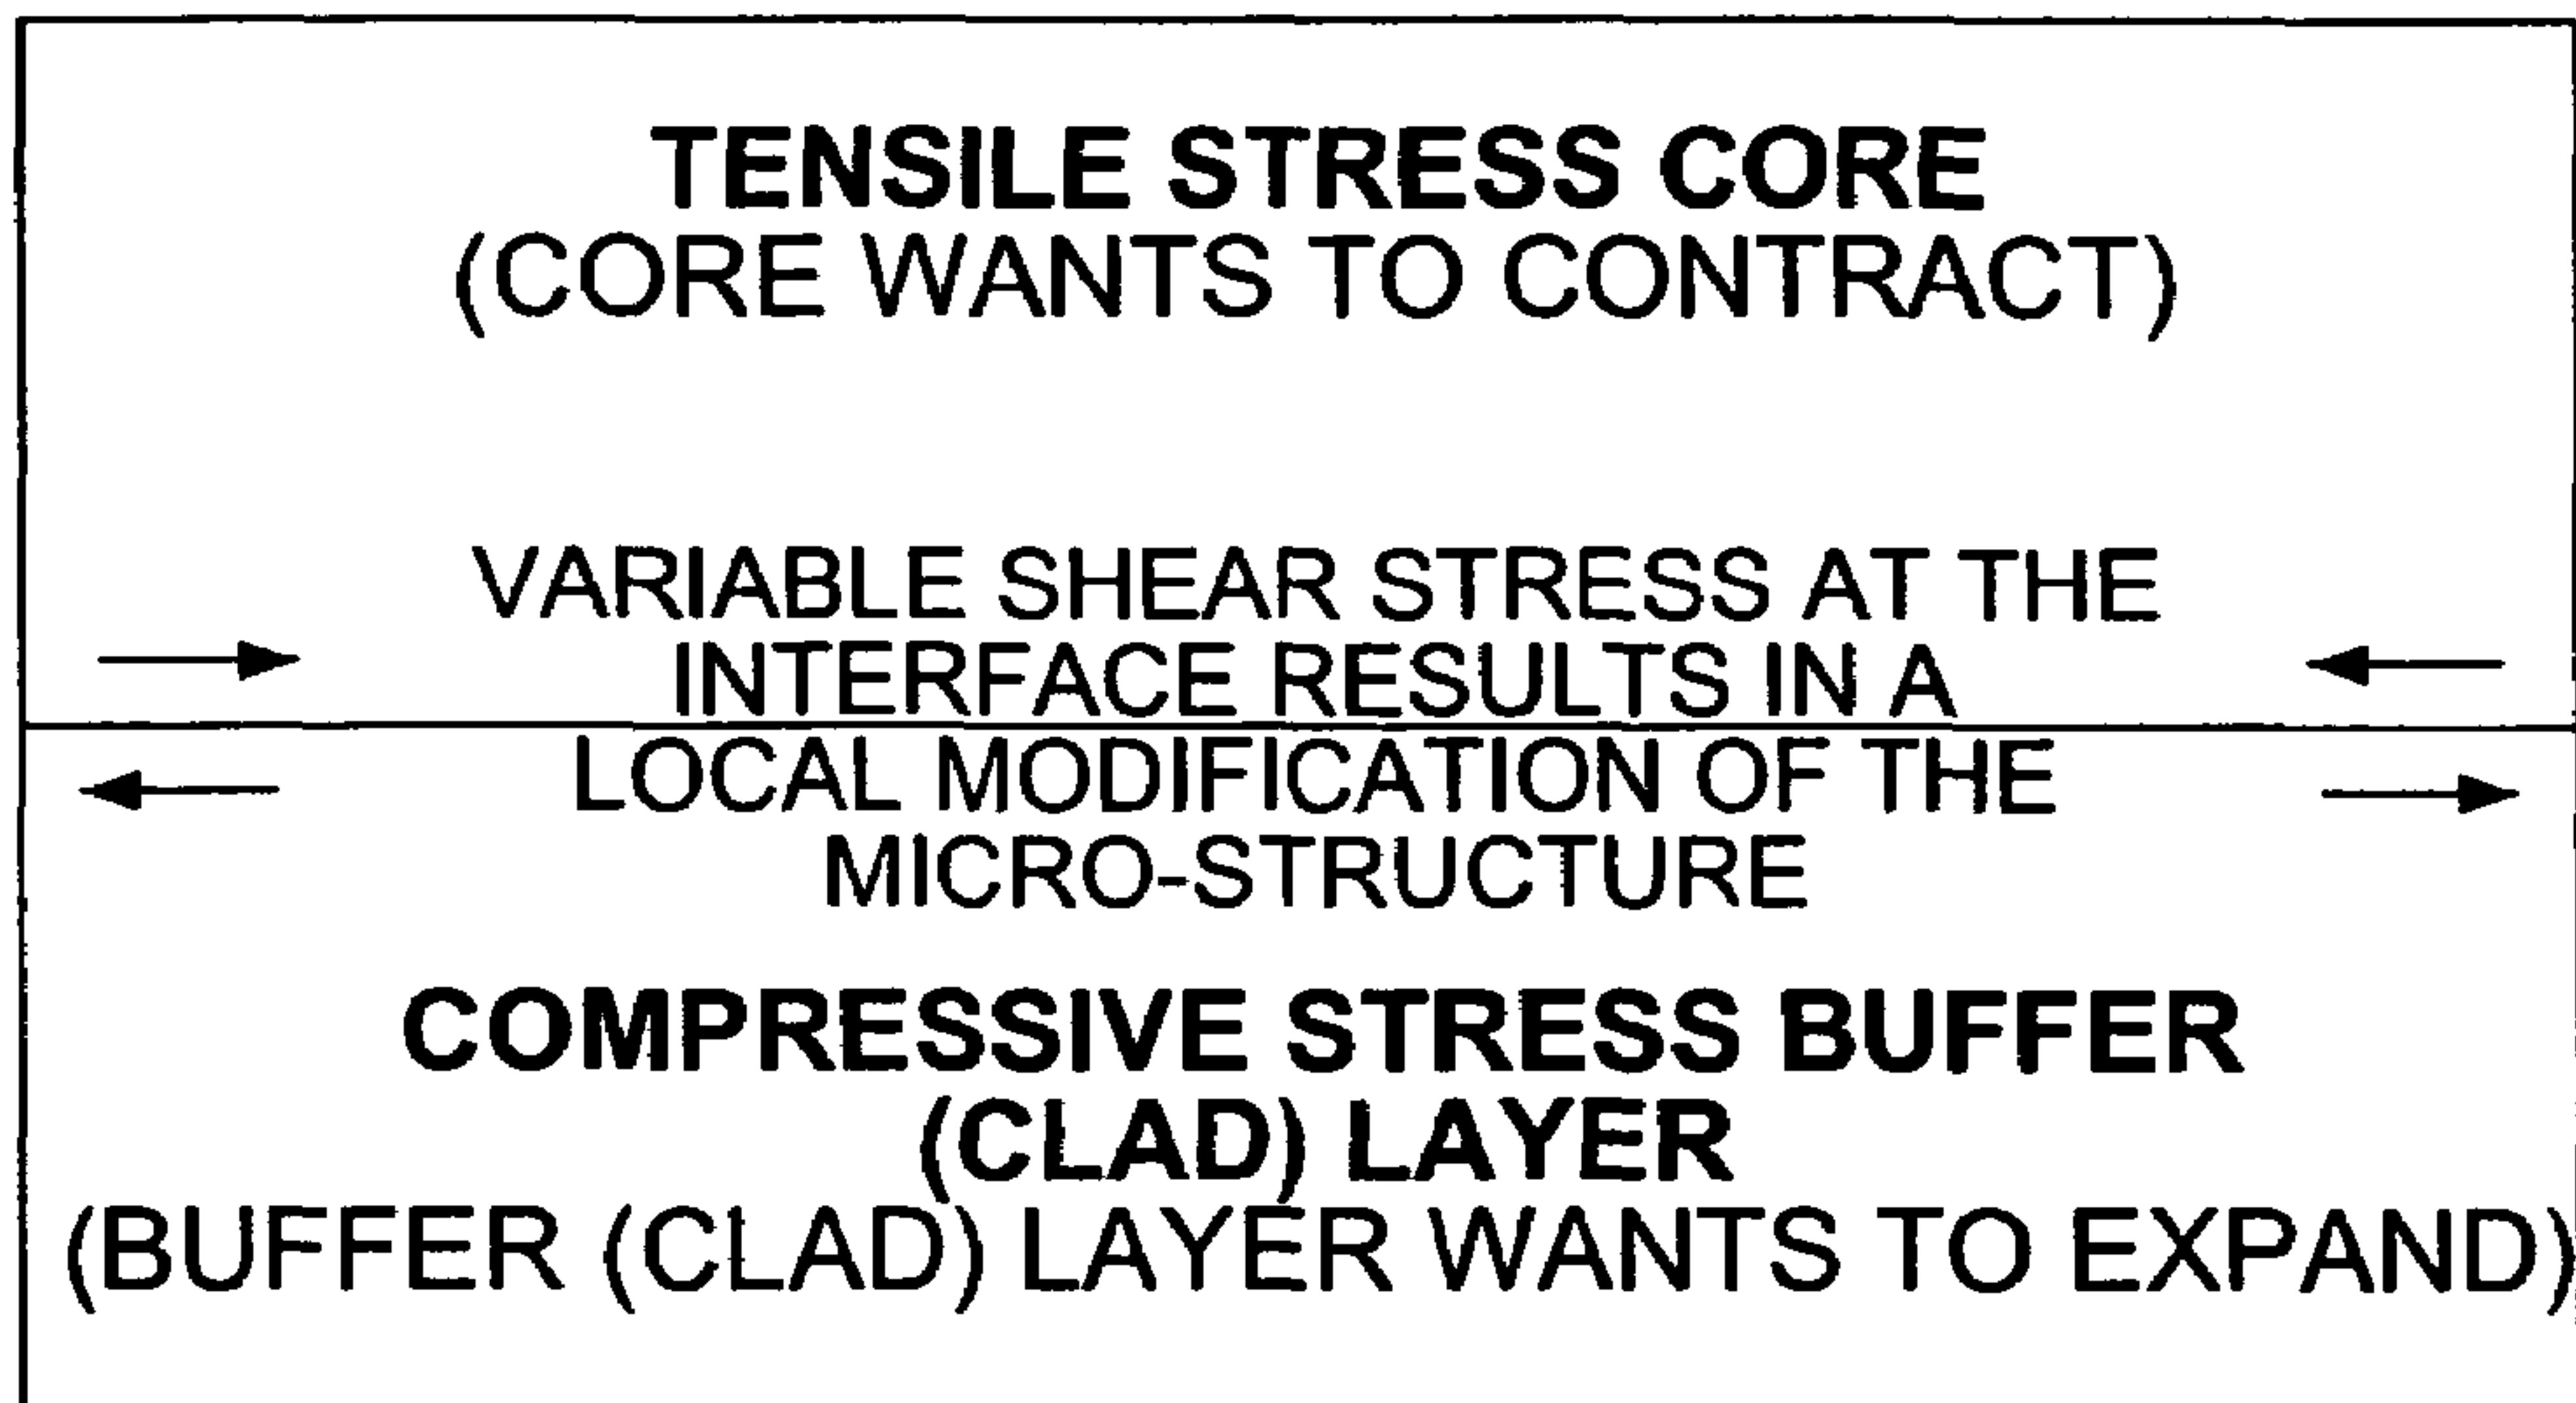 TENSILE STRESS CORE
(CORE WANTS TO CONTRACT)
VARIABLE SHEAR STRESS AT THE
INTERFACE RESULTS IN A
LOCAL MODIFICATION OF THE
MICRO-STRUCTURE
COMPRESSIVE STRESS BUFFER
(CLAD) LAYER
(BUFFER (CLAD) LAYER WANTS TO EXPAND)